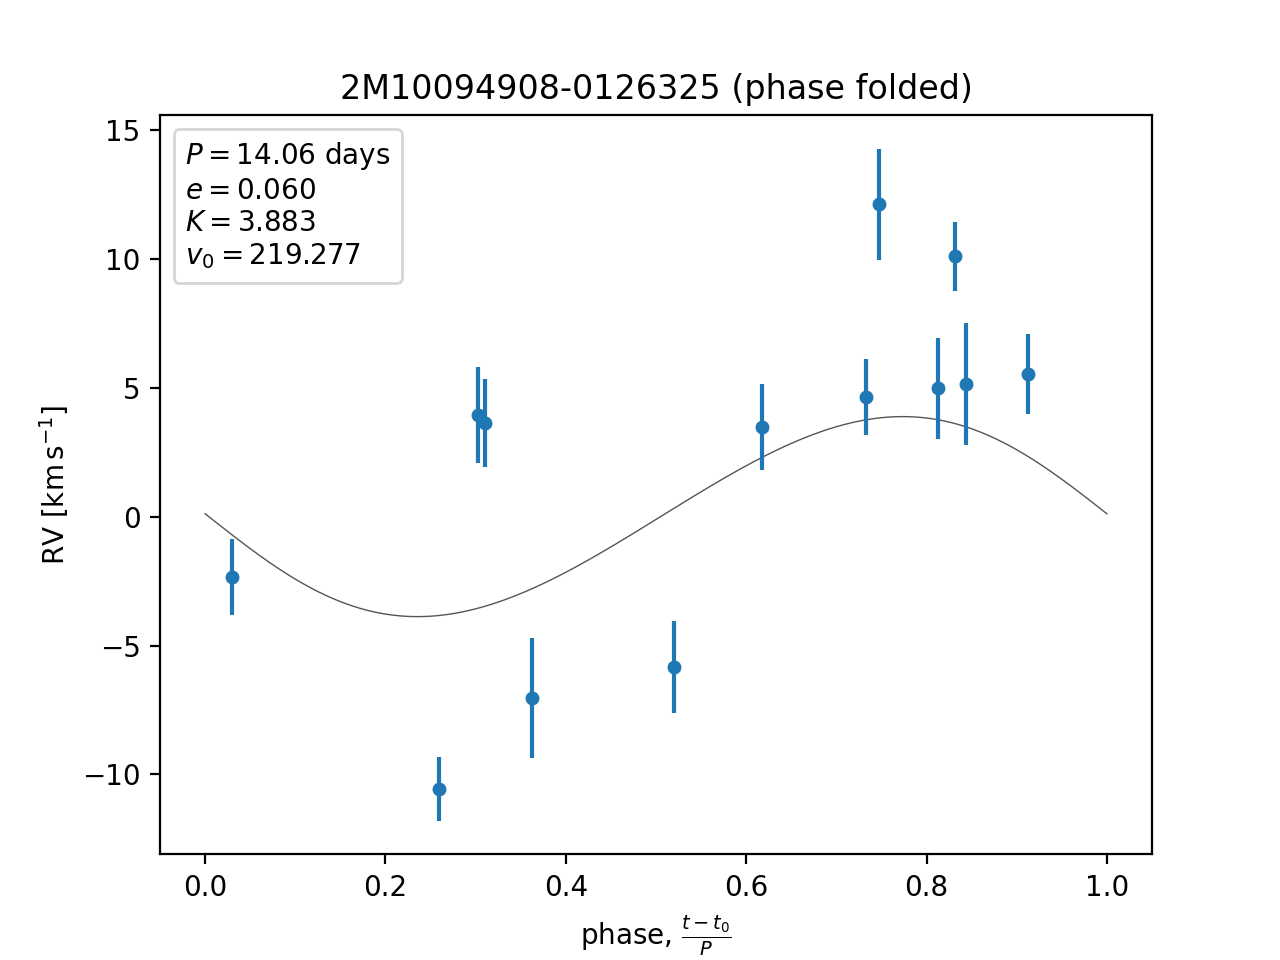 2M10094908-0126325 (phase folded)
P = 14.06 days
e = 0.060
K = 3.883
v₀ = 219.277
15
10
5
0
−5
−10
RV [km s⁻¹]
0.0 0.2 0.4 0.6 0.8 1.0
phase, (t − t₀)/P